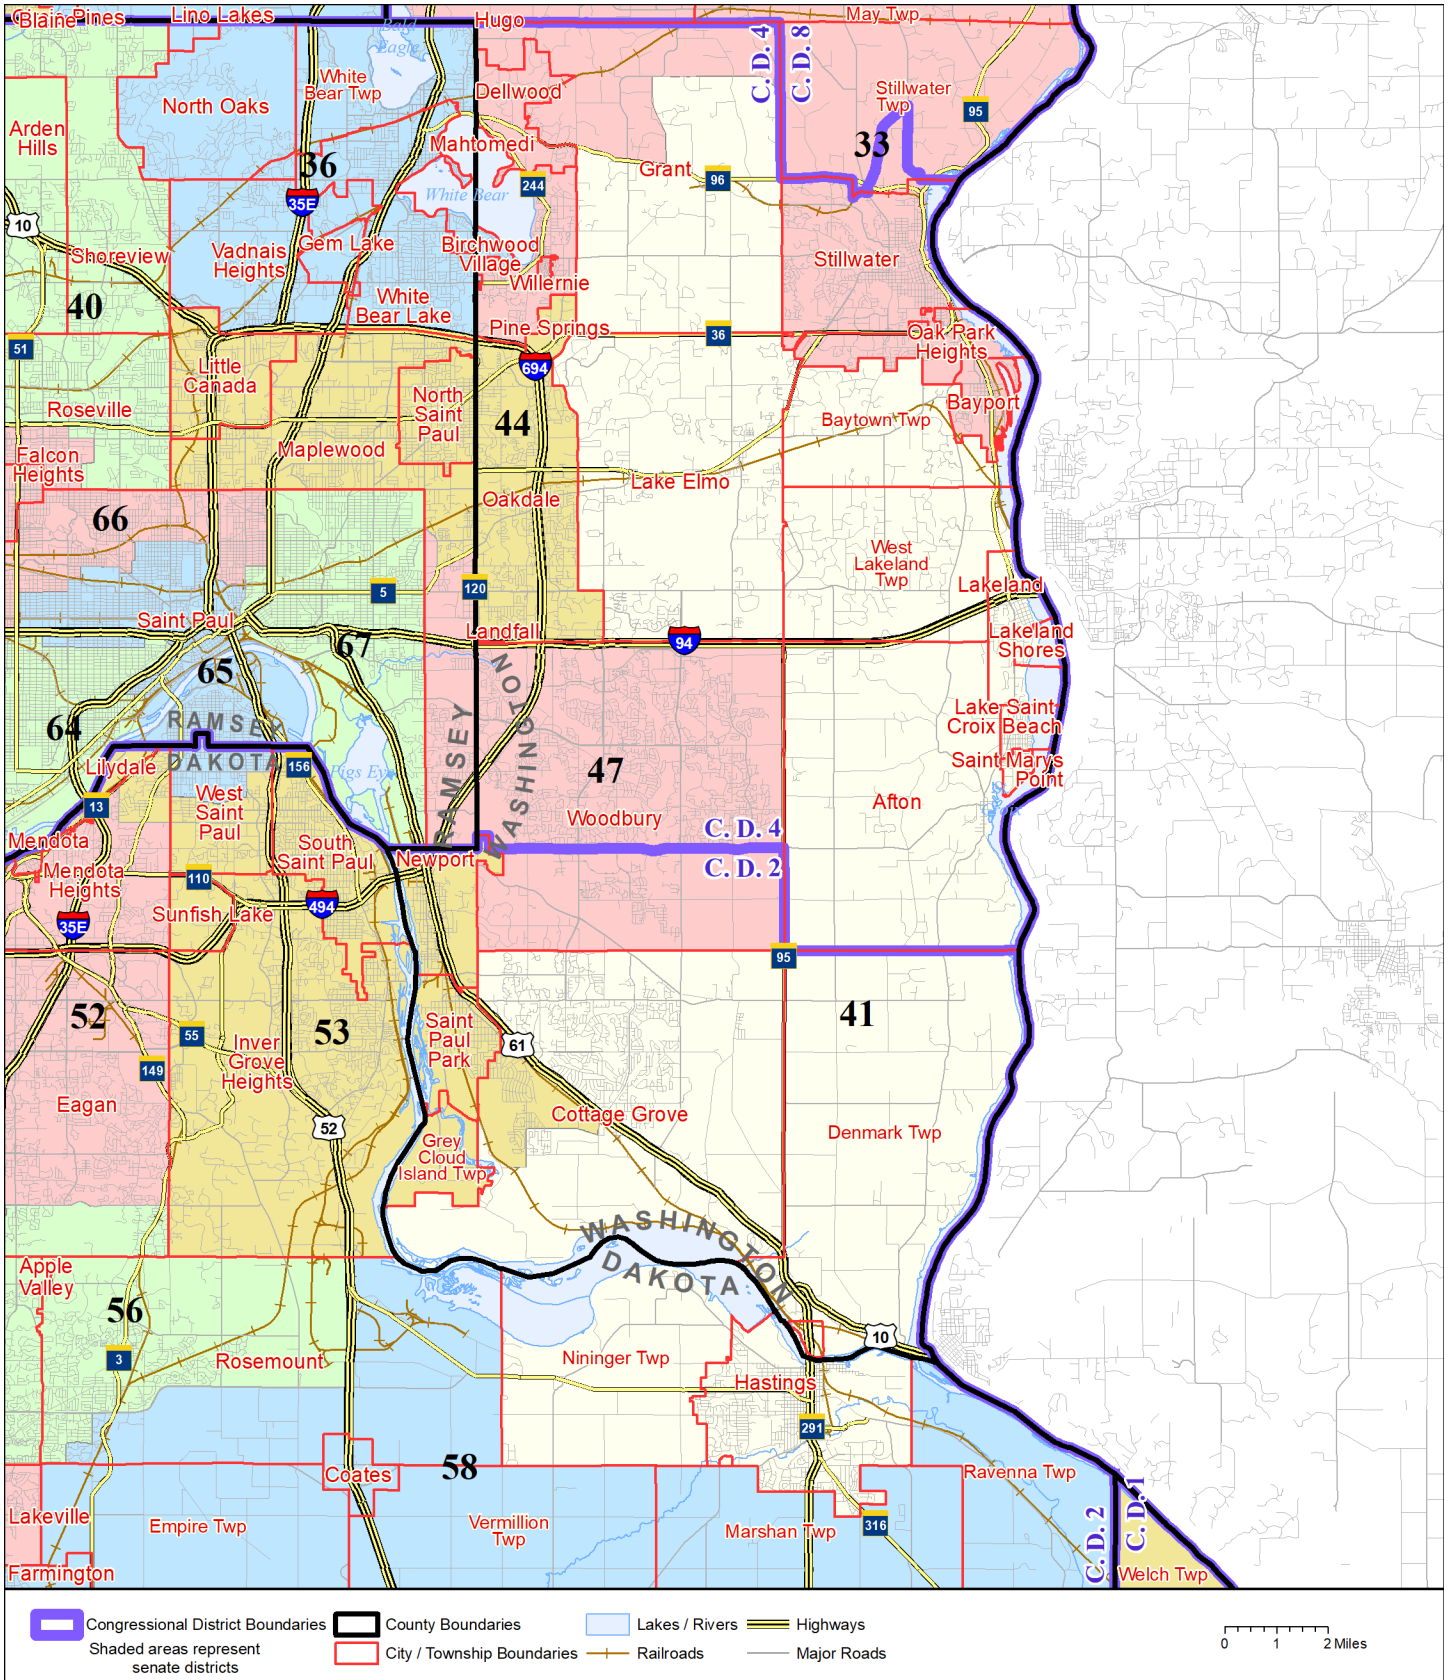 Blaine
Pines
Lino Lakes
Hugo
May Twp
Bald
Eagle
C. D. 4
C. D. 8
North Oaks
White
Bear Twp
Dellwood
Stillwater
Twp
95
Arden
Hills
Mahtomedi
33
36
Grant
96
244
White Bear
35E
10
Shoreview
Vadnais
Heights
Gem Lake
Birchwood
Village
Willernie
Stillwater
40
White
Bear Lake
Pine Springs
36
Oak Park
Heights
51
694
Little
Canada
North
Saint
Paul
44
Bayport
Roseville
Baytown Twp
Maplewood
Falcon
Heights
Lake Elmo
Oakdale
66
West
Lakeland
Twp
5
120
Lakeland
Saint Paul
Landfall
94
Lakeland
Shores
67
65
64
RAMSEY
DAKOTA
RAMSEY
WASHINGTON
Lake Saint
Croix Beach
Saint Marys
Point
Lilydale
156
Pigs Eye
47
13
West
Saint
Paul
Woodbury
Afton
Mendota
South
Saint Paul
Newport
C. D. 4
C. D. 2
Mendota
Heights
110
Sunfish Lake
494
35E
95
52
53
41
Saint
Paul
Park
55
61
Inver
Grove
Heights
149
Eagan
52
Cottage Grove
Denmark Twp
Grey
Cloud
Island Twp
WASHINGTON
DAKOTA
Apple
Valley
56
10
3
Rosemount
Nininger Twp
Hastings
291
58
Coates
Ravenna Twp
Lakeville
Empire Twp
Vermillion
Twp
Marshan Twp
316
C. D. 2
C. D. 1
Farmington
Welch Twp
Congressional District Boundaries
County Boundaries
Lakes / Rivers
Highways
Shaded areas represent
senate districts
City / Township Boundaries
Railroads
Major Roads
0 1 2 Miles